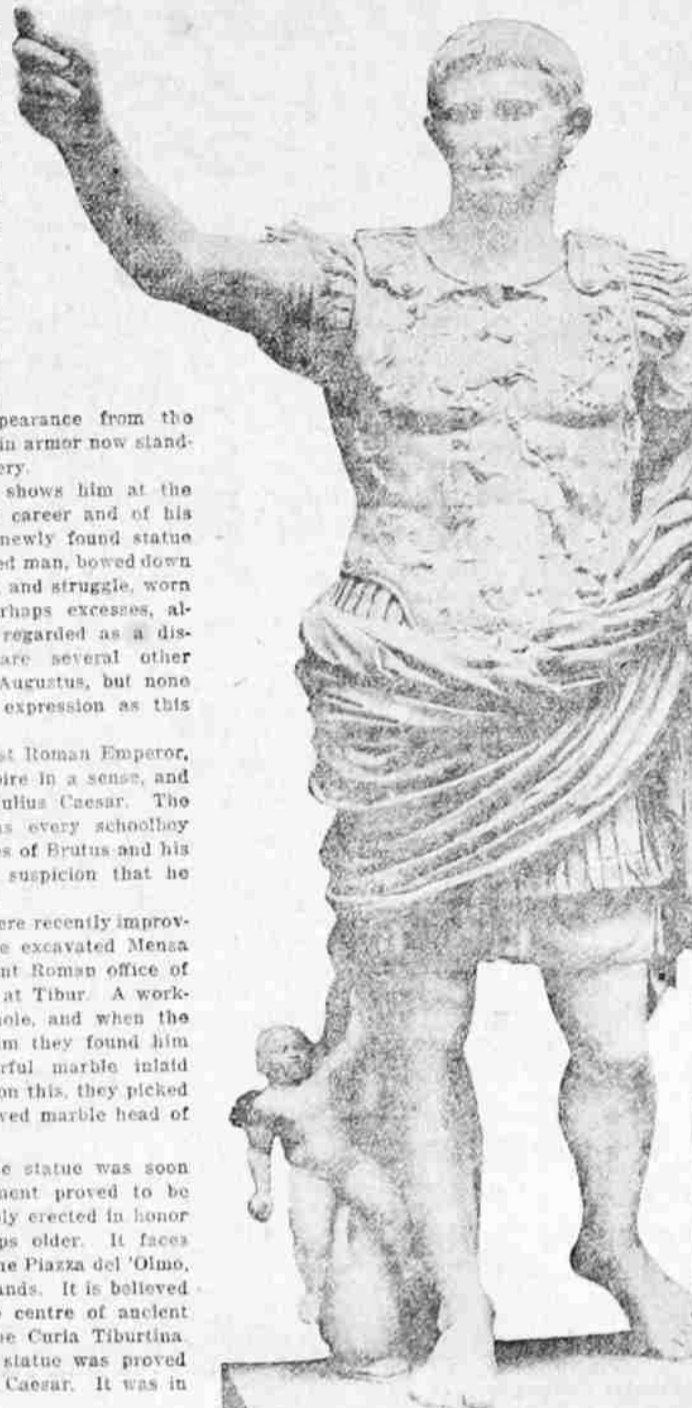 pearance from the
in armor now stand-
ery.
shows him at the
career and of his
newly found statue
ed man, bowed down
and struggle, worn
rhaps excesses, al-
regarded as a dis-
are several other
Augustus, but none
expression as this
st Roman Emperor,
pire in a sense, and
ulius Caesar. The
as every schoolboy
es of Brutus and his
suspicion that he
ere recently improv-
e excavated Mensa
nt Roman office of
at Tibur. A work-
ole, and when the
m they found him
rful marble inlaid
on this, they picked
ved marble head of
e statue was soon
ment proved to be
ly erected in honor
ps older. It faces
he Piazza del 'Olmo,
ands. It is believed
centre of ancient
he Curia Tiburtina.
statue was proved
Caesar. It was in